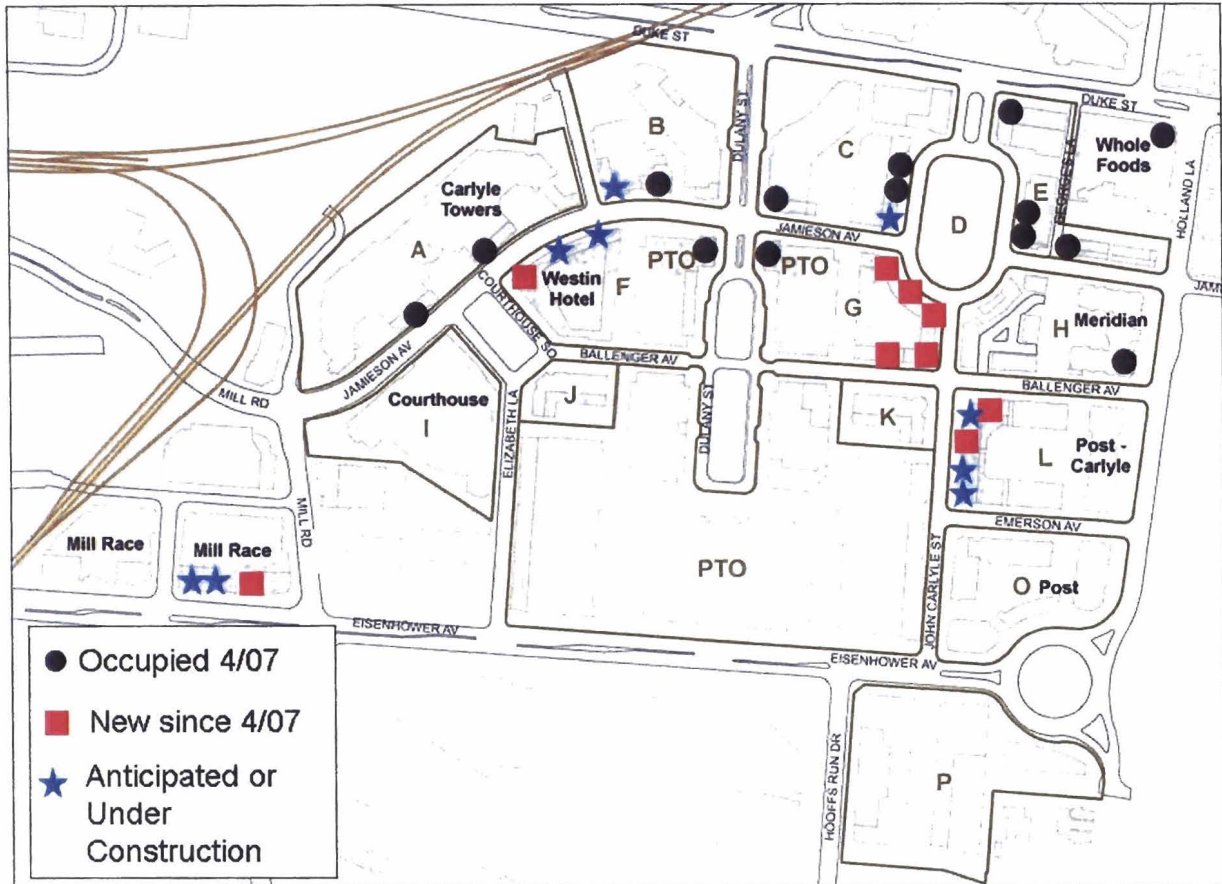 DUKE ST
DUKE ST
B
DULANY ST
C
E
GEORGES LA
Whole
Foods
HOLLAND LA
Carlyle
Towers
A
JAMIESON AV
D
PTO
PTO
Westin
Hotel
F
G
COURTHOUSE SQ
H
Meridian
BALLENGER AV
BALLENGER AV
JAMIESON AV
MILL RD
Courthouse
I
J
K
ELIZABETH LA
DULANY ST
L
Post -
Carlyle
MILL RD
EMERSON AV
Mill Race
Mill Race
PTO
JOHN CARLYLE ST
O Post
EISENHOWER AV
EISENHOWER AV
HOOFFS RUN DR
P
Occupied 4/07
New since 4/07
Anticipated or
Under
Construction